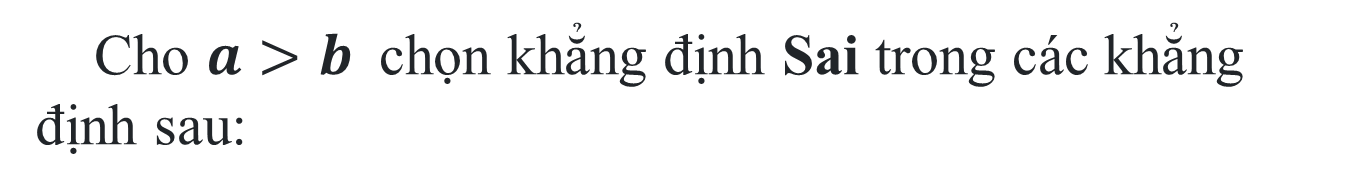 Cho a > b chọn khẳng định Sai trong các khẳng
định sau: